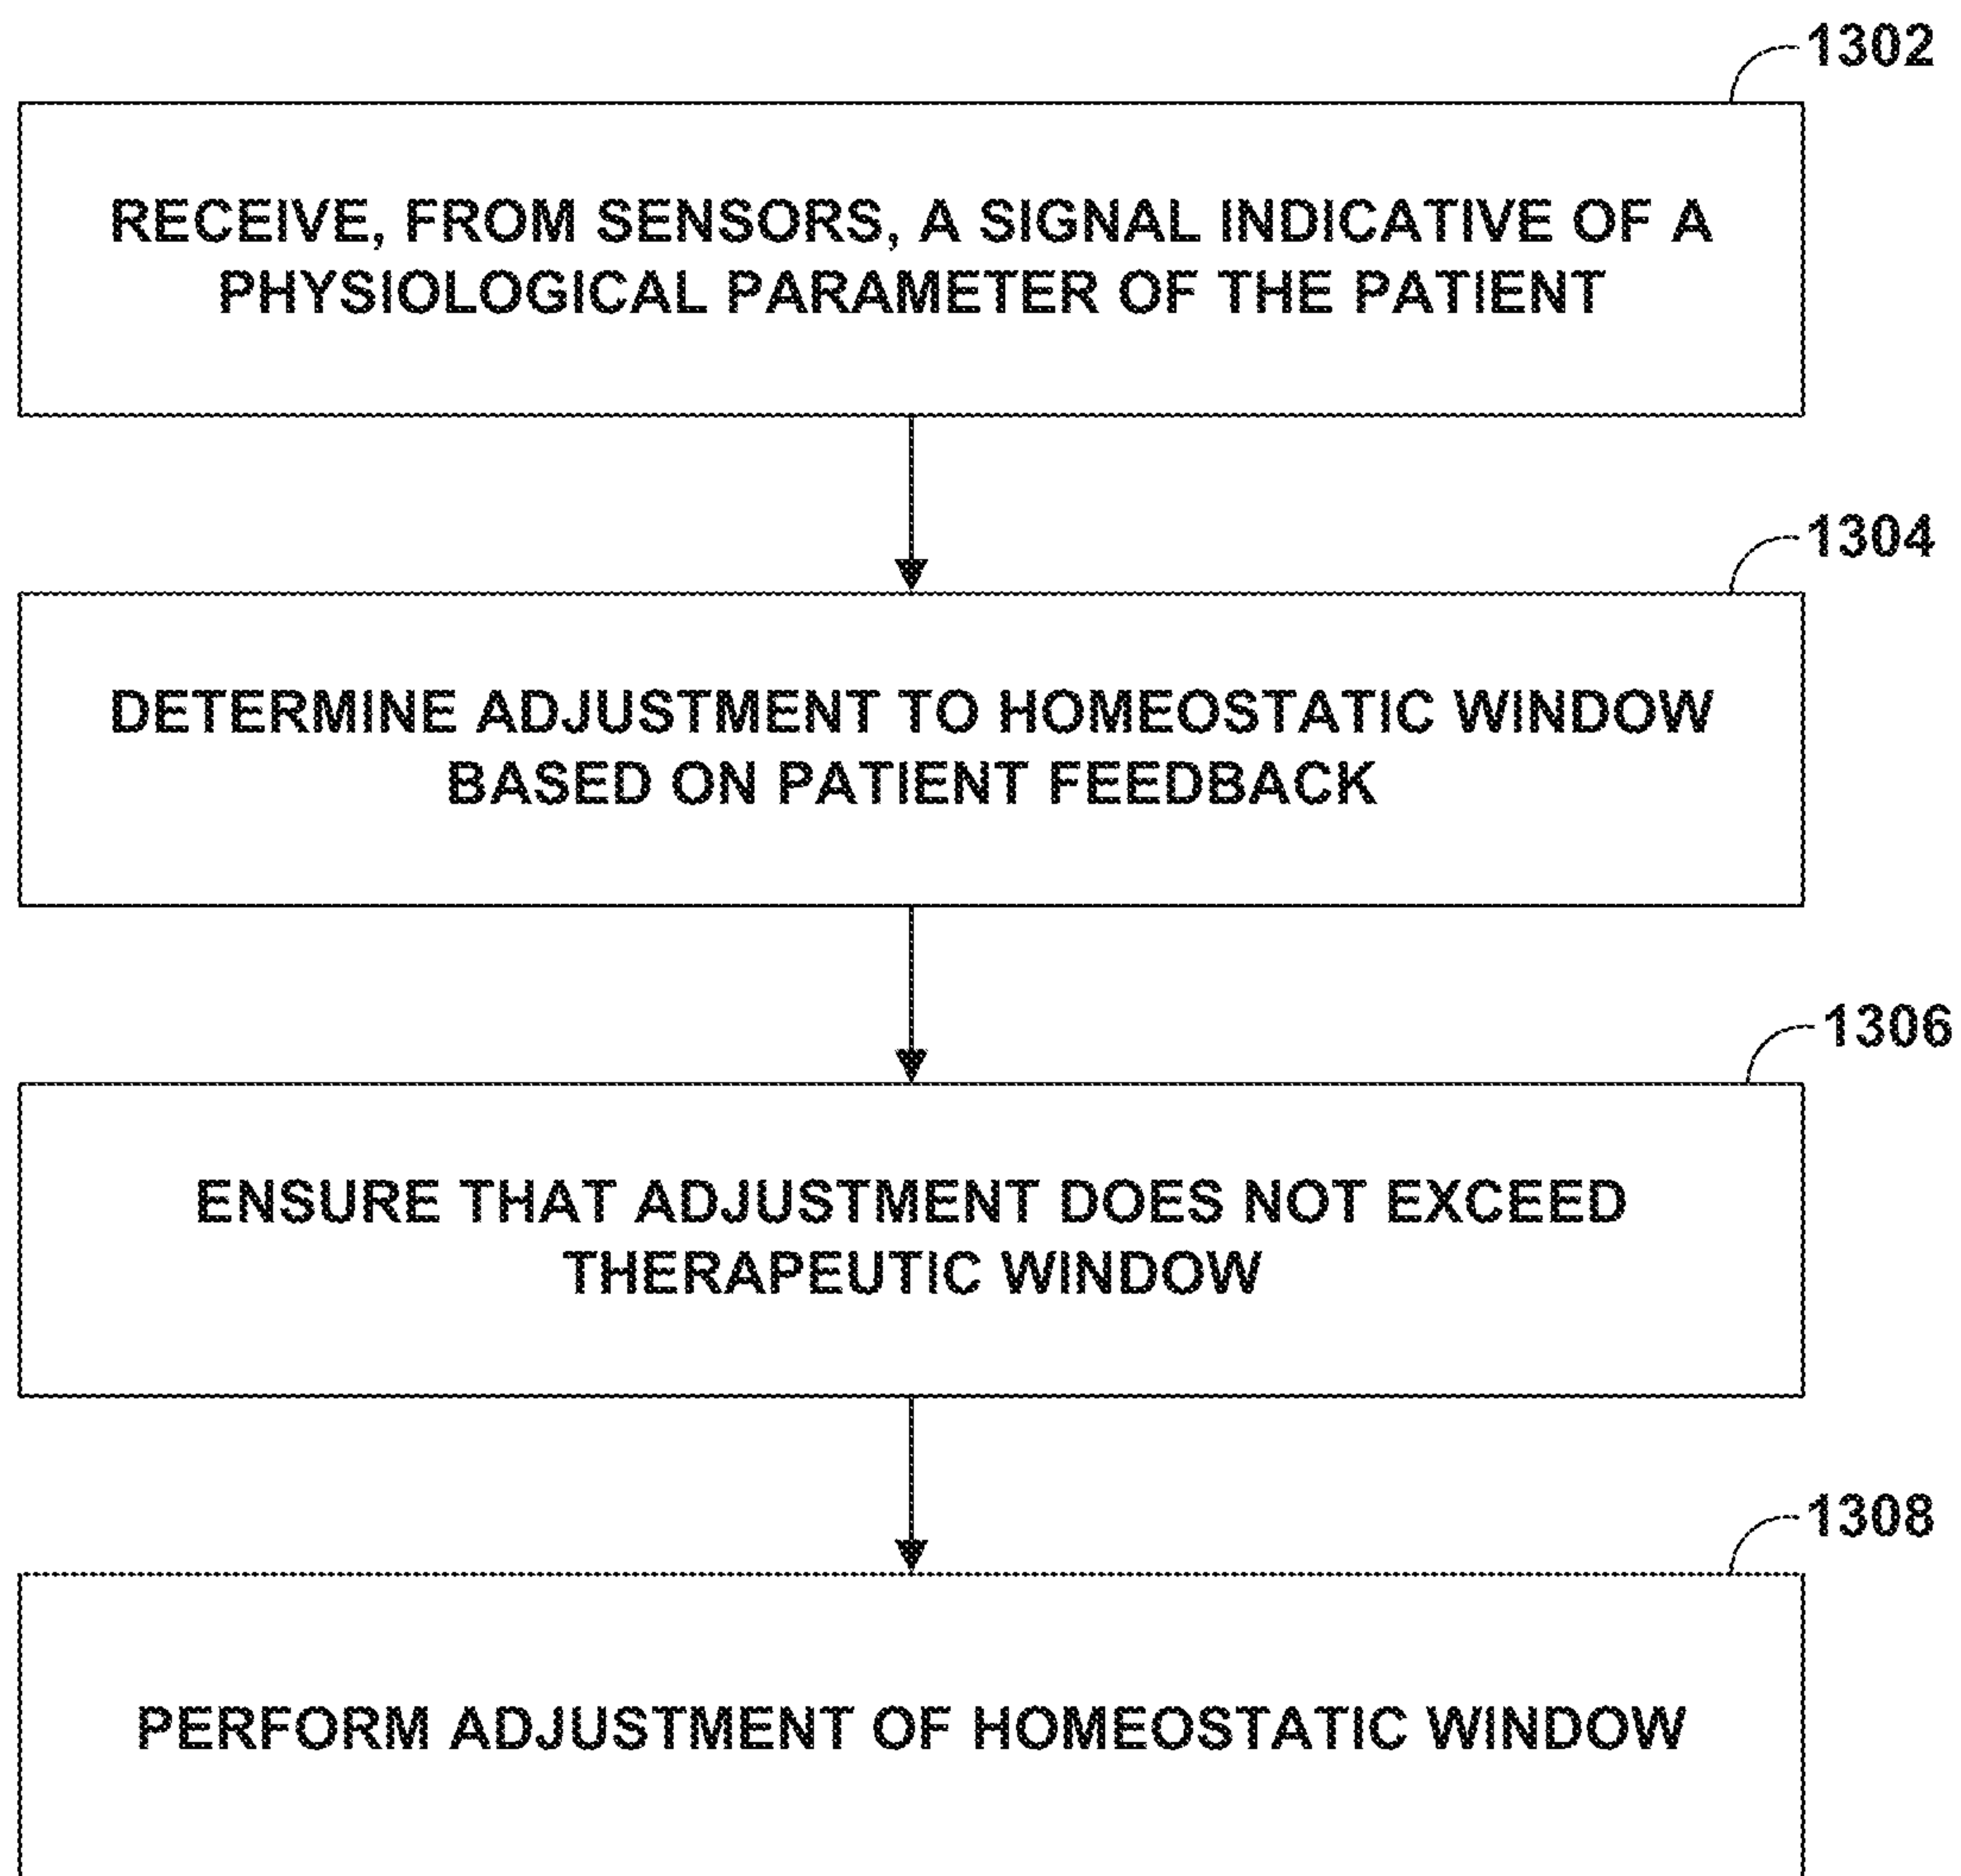 1302
RECEIVE, FROM SENSORS, A SIGNAL INDICATIVE OF A
PHYSIOLOGICAL PARAMETER OF THE PATIENT
1304
DETERMINE ADJUSTMENT TO HOMEOSTATIC WINDOW
BASED ON PATIENT FEEDBACK
1306
ENSURE THAT ADJUSTMENT DOES NOT EXCEED
THERAPEUTIC WINDOW
1308
PERFORM ADJUSTMENT OF HOMEOSTATIC WINDOW